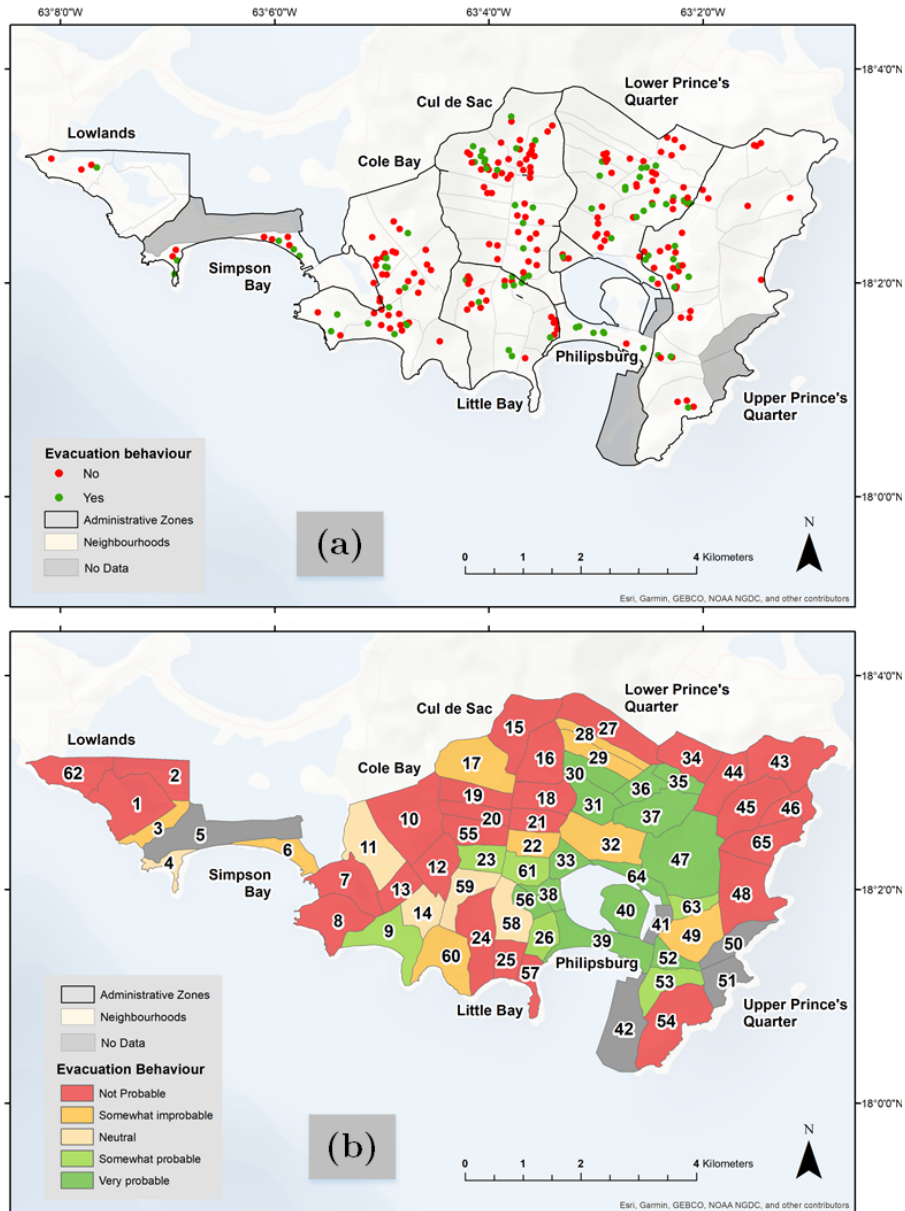 63°8'0"W 63°6'0"W 63°4'0"W 63°2'0"W
18°4'0"N
Lower Prince's
Quarter
Cul de Sac
Lowlands
Cole Bay
Simpson
Bay
18°2'0"N
Philipsburg
Little Bay
Upper Prince's
Quarter
Evacuation behaviour
No
Yes
Administrative Zones
Neighbourhoods
No Data
(a)
18°0'0"N
N
0 1 2 4 Kilometers
Esri, Garmin, GEBCO, NOAA NGDC, and other contributors
18°4'0"N
Lower Prince's
Quarter
Cul de Sac
Lowlands
Cole Bay
15 27
28
62 2 17 16 29 34 43
30 35 44
1 19 18 36 46
10 31 45
3 20 21 37
5 55 65
11 22 32
6 23 33 47
4 12 61
Simpson
Bay
18°2'0"N
7 13 59 56 38 64 48
14 58 40 63
8 9 24 26 41 49
60 25 39 52 50
57 53 51
Philipsburg
Little Bay
42 54
Upper Prince's
Quarter
Administrative Zones
Neighbourhoods
No Data
Evacuation Behaviour
Not Probable
Somewhat improbable
Neutral
Somewhat probable
Very probable
(b)
18°0'0"N
N
0 1 2 4 Kilometers
Esri, Garmin, GEBCO, NOAA NGDC, and other contributors